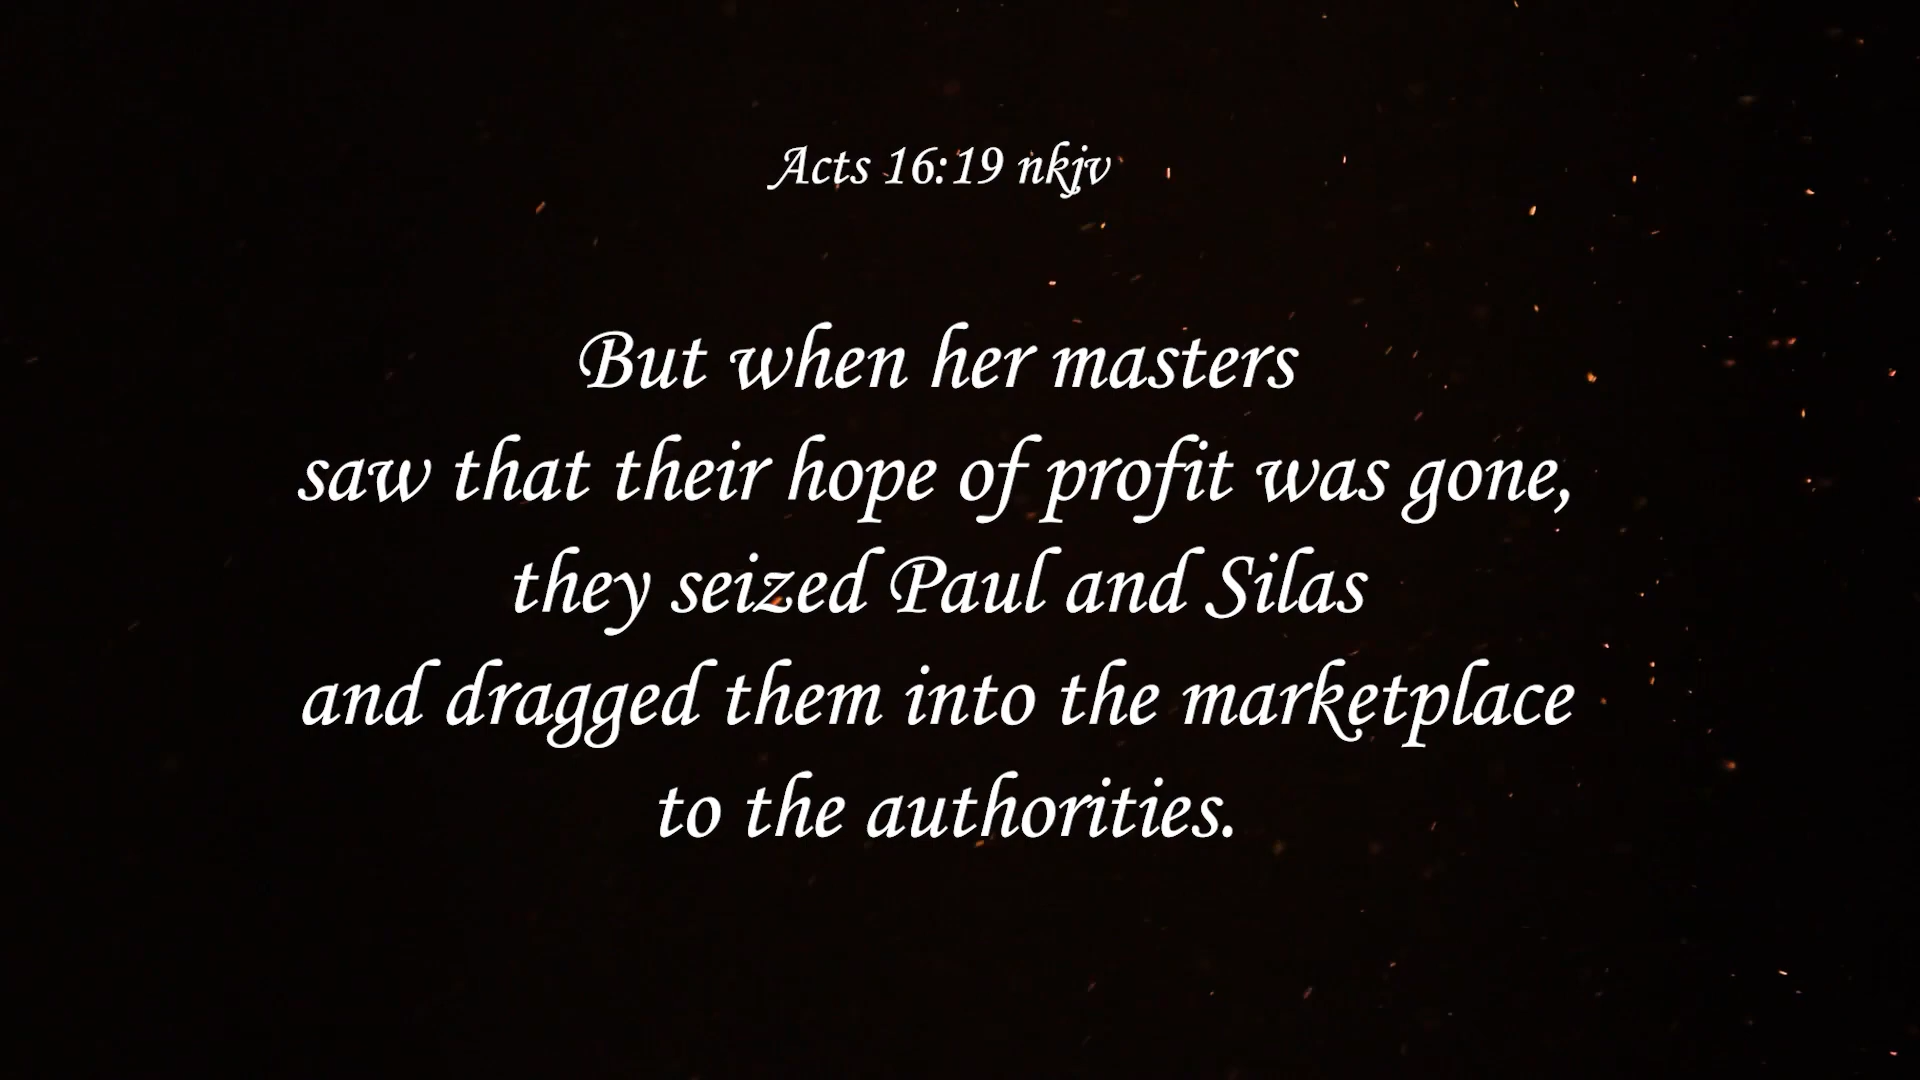 Acts 16:19 nkjv
But when her masters
saw that their hope of profit was gone,
they seized Paul and Silas
and dragged them into the marketplace
to the authorities.